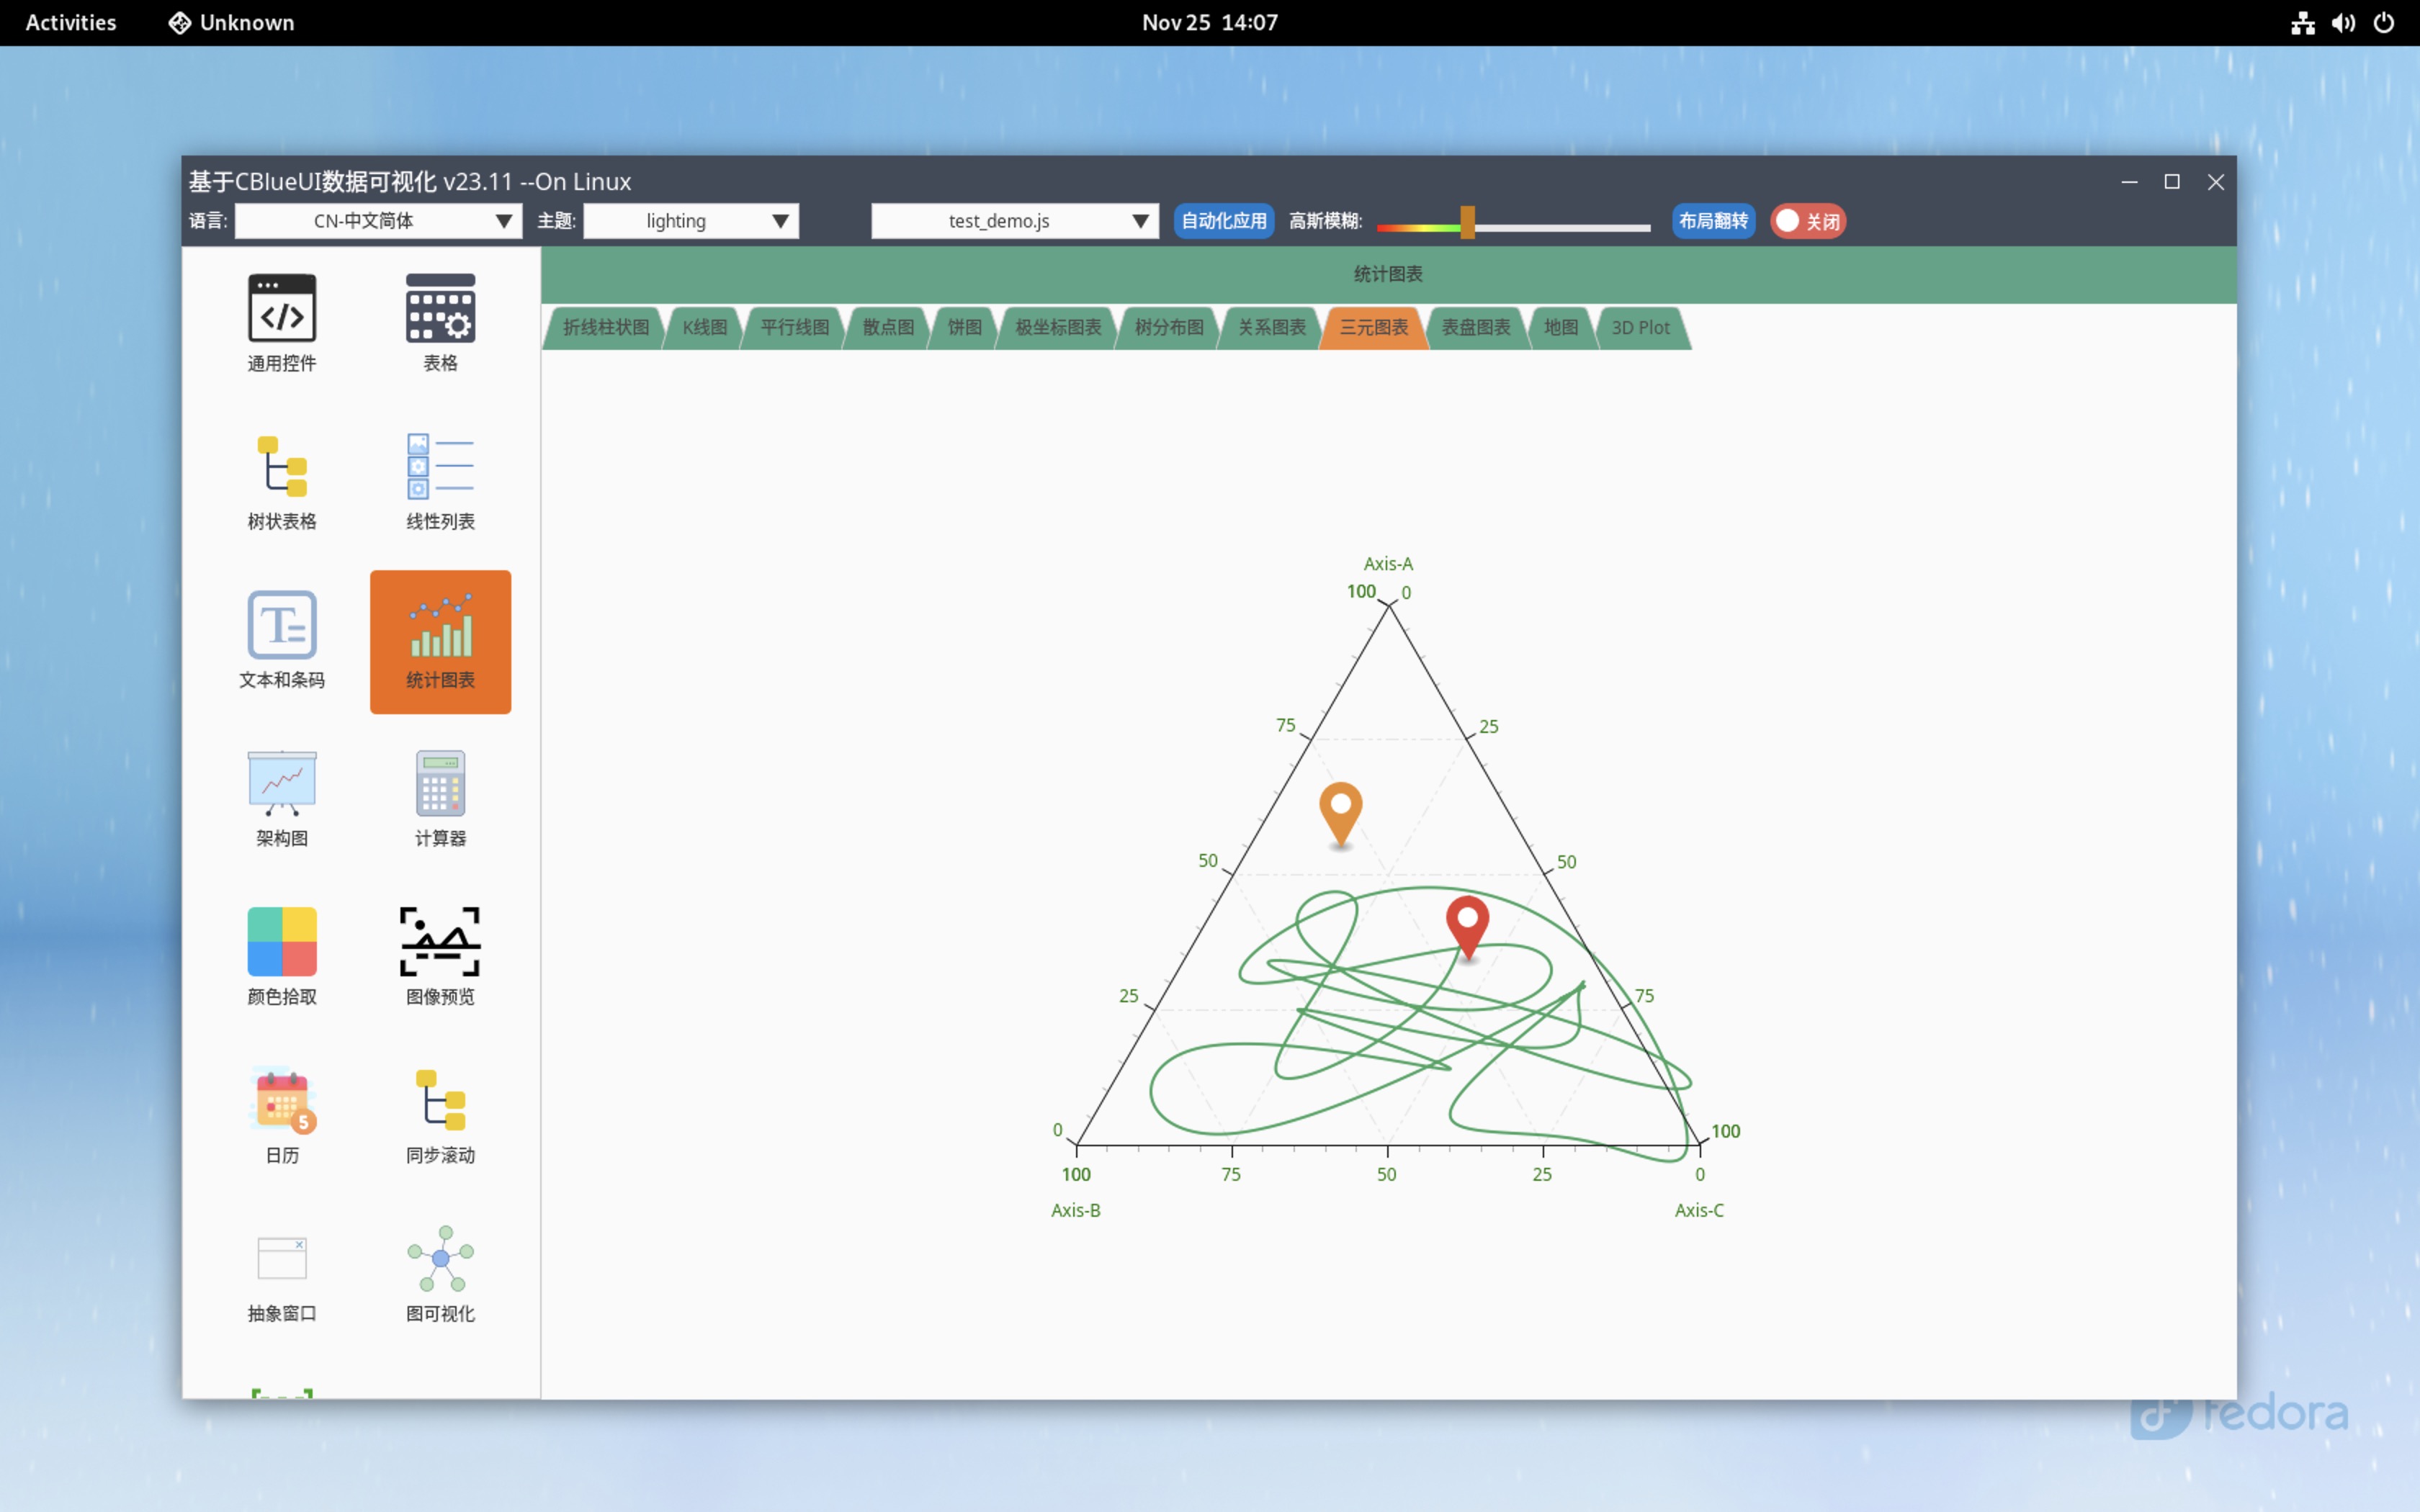 Activities Unknown Nov 25 14:07
基于CBlueUI数据可视化 v23.11 --On Linux
语言: CN-中文简体 主题: lighting test_demo.js 自动化应用 高斯模糊: 布局翻转 关闭
统计图表
折线柱状图 K线图 平行线图 散点图 饼图 极坐标图表 树分布图 关系图表 三元图表 表盘图表 地图 3D Plot
通用控件 表格
树状表格 线性列表
文本和条码 统计图表
架构图 计算器
颜色拾取 图像预览
5
日历 同步滚动
抽象窗口 图可视化
Axis-A
100 0
75 25
50 50
25 75
0 100
100 75 50 25 0
Axis-B Axis-C
fedora